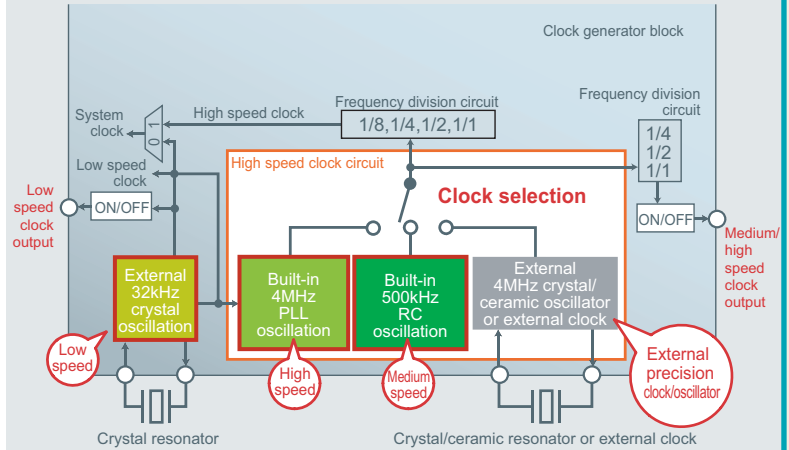 Clock generator block
System
clock
High speed clock
Frequency division circuit
1/8,1/4,1/2,1/1
Frequency division
circuit
1/4
1/2
1/1
0 1
Low speed
clock
High speed clock circuit
Clock selection
Low
speed
clock
output
ON/OFF
ON/OFF
Medium/
high
speed
clock
output
External
32kHz
crystal
oscillation
Built-in
4MHz
PLL
oscillation
Built-in
500kHz
RC
oscillation
External
4MHz crystal/
ceramic oscillator
or external clock
Low
speed
High
speed
Medium
speed
External
precision
clock/oscillator
Crystal resonator
Crystal/ceramic resonator or external clock